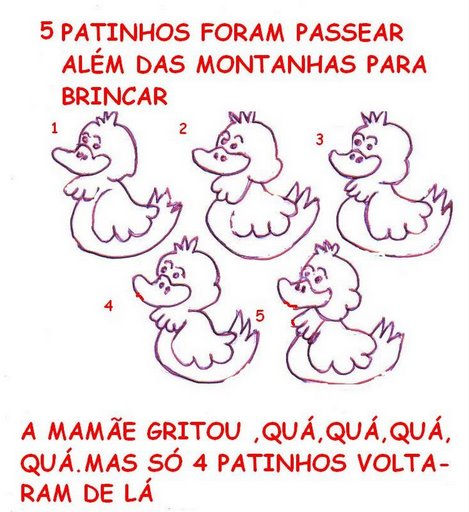 5 PATINHOS FORAM PASSEAR
ALÉM DAS MONTANHAS PARA
BRINCAR
1
2
3
4
5
A MAMÃE GRITOU ,QUÁ,QUÁ,QUÁ,
QUÁ.MAS SÓ 4 PATINHOS VOLTA-
RAM DE LÁ